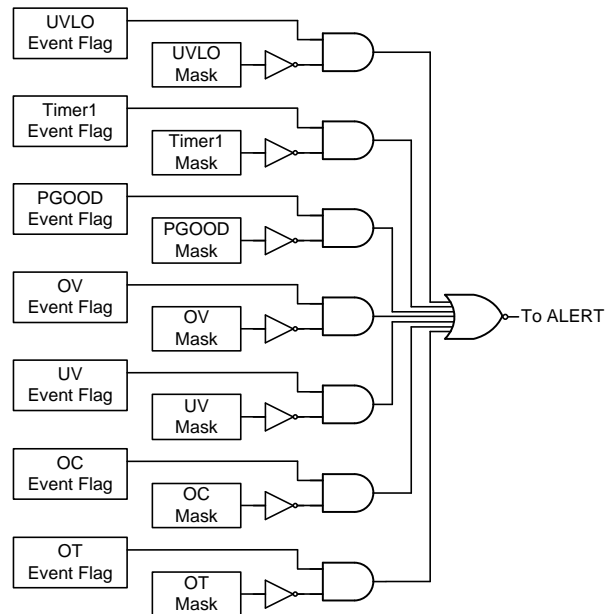 UVLO
Event Flag
UVLO
Mask
Timer1
Event Flag
Timer1
Mask
PGOOD
Event Flag
PGOOD
Mask
OV
Event Flag
OV
Mask
To ALERT
UV
Event Flag
UV
Mask
OC
Event Flag
OC
Mask
OT
Event Flag
OT
Mask